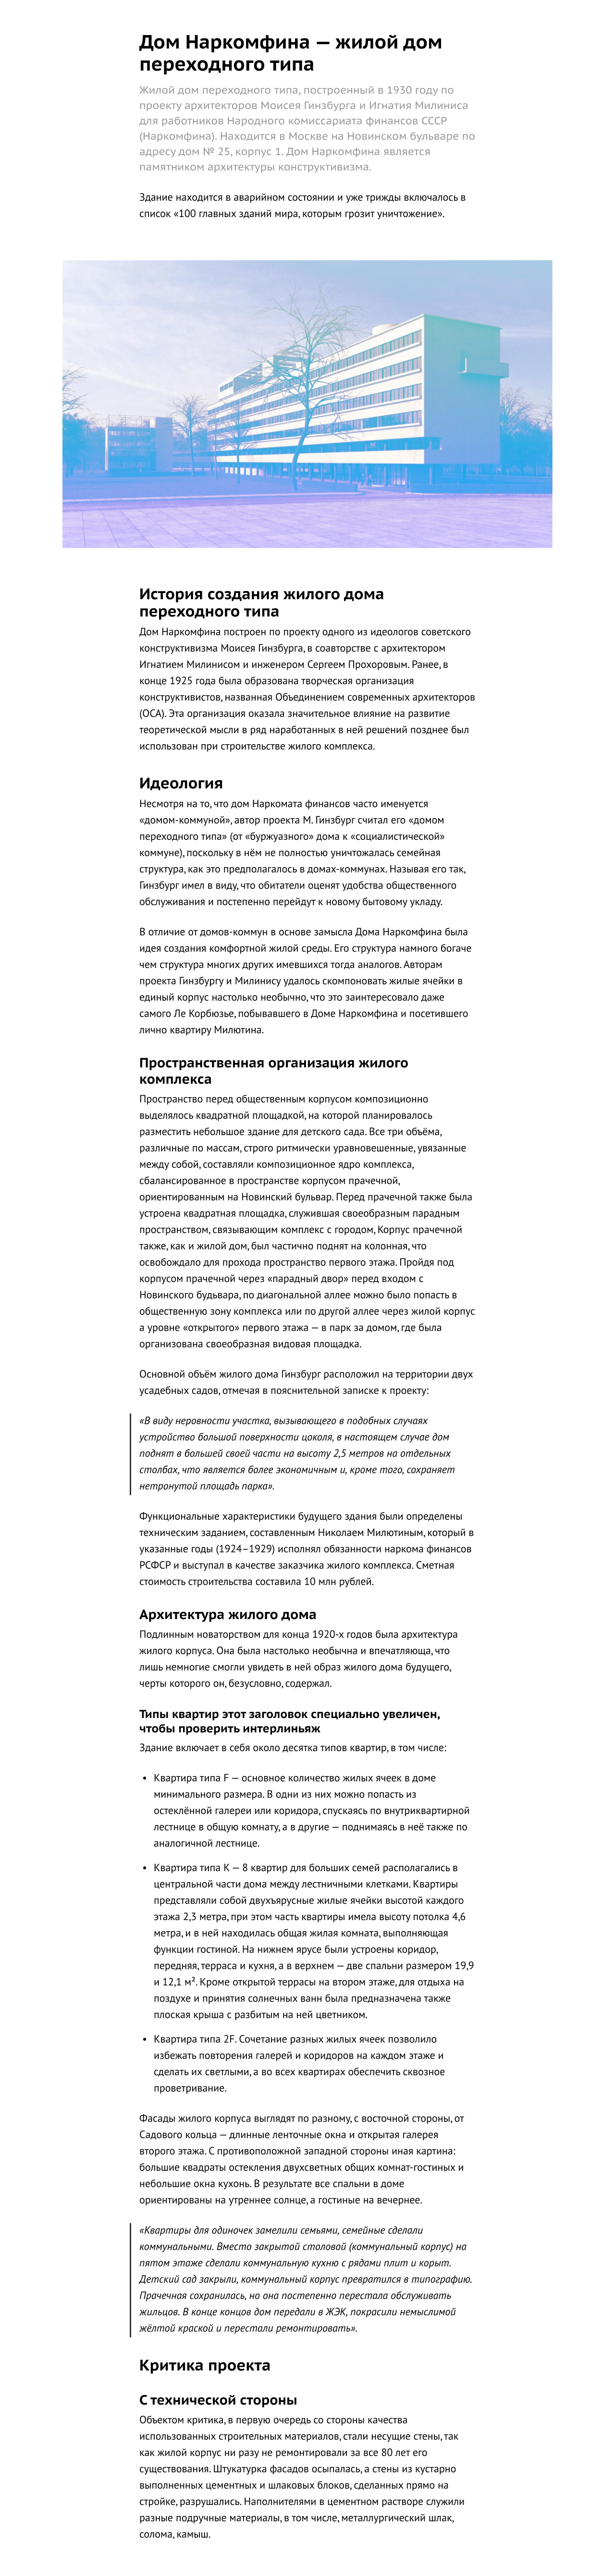 Дом Наркомфина — жилой дом
переходного типа
Жилой дом переходного типа, построенный в 1930 году по
проекту архитекторов Моисея Гинзбурга и Игнатия Милиниса
для работников Народного комиссариата финансов СССР
(Наркомфина). Находится в Москве на Новинском бульваре по
адресу дом № 25, корпус 1. Дом Наркомфина является
памятником архитектуры конструктивизма.
Здание находится в аварийном состоянии и уже трижды включалось в
список «100 главных зданий мира, которым грозит уничтожение».
История создания жилого дома
переходного типа
Дом Наркомфина построен по проекту одного из идеологов советского
конструктивизма Моисея Гинзбурга, в соавторстве с архитектором
Игнатием Милинисом и инженером Сергеем Прохоровым. Ранее, в
конце 1925 года была образована творческая организация
конструктивистов, названная Объединением современных архитекторов
(ОСА). Эта организация оказала значительное влияние на развитие
теоретической мысли в ряд наработанных в ней решений позднее был
использован при строительстве жилого комплекса.
Идеология
Несмотря на то, что дом Наркомата финансов часто именуется
«домом-коммуной», автор проекта М. Гинзбург считал его «домом
переходного типа» (от «буржуазного» дома к «социалистической»
коммуне), поскольку в нём не полностью уничтожалась семейная
структура, как это предполагалось в домах-коммунах. Называя его так,
Гинзбург имел в виду, что обитатели оценят удобства общественного
обслуживания и постепенно перейдут к новому бытовому укладу.
В отличие от домов-коммун в основе замысла Дома Наркомфина была
идея создания комфортной жилой среды. Его структура намного богаче
чем структура многих других имевшихся тогда аналогов. Авторам
проекта Гинзбургу и Милинису удалось скомпоновать жилые ячейки в
единый корпус настолько необычно, что это заинтересовало даже
самого Ле Корбюзье, побывавшего в Доме Наркомфина и посетившего
лично квартиру Милютина.
Пространственная организация жилого
комплекса
Пространство перед общественным корпусом композиционно
выделялось квадратной площадкой, на которой планировалось
разместить небольшое здание для детского сада. Все три объёма,
различные по массам, строго ритмически уравновешенные, увязанные
между собой, составляли композиционное ядро комплекса,
сбалансированное в пространстве корпусом прачечной,
ориентированным на Новинский бульвар. Перед прачечной также была
устроена квадратная площадка, служившая своеобразным парадным
пространством, связывающим комплекс с городом, Корпус прачечной
также, как и жилой дом, был частично поднят на колонная, что
освобождало для прохода пространство первого этажа. Пройдя под
корпусом прачечной через «парадный двор» перед входом с
Новинского будьвара, по диагональной аллее можно было попасть в
общественную зону комплекса или по другой аллее через жилой корпус
а уровне «открытого» первого этажа — в парк за домом, где была
организована своеобразная видовая площадка.
Основной объём жилого дома Гинзбург расположил на территории двух
усадебных садов, отмечая в пояснительной записке к проекту:
«В виду неровности участка, вызывающего в подобных случаях
устройство большой поверхности цоколя, в настоящем случае дом
поднят в большей своей части на высоту 2,5 метров на отдельных
столбах, что является более экономичным и, кроме того, сохраняет
нетронутой площадь парка».
Функциональные характеристики будущего здания были определены
техническим заданием, составленным Николаем Милютиным, который в
указанные годы (1924–1929) исполнял обязанности наркома финансов
РСФСР и выступал в качестве заказчика жилого комплекса. Сметная
стоимость строительства составила 10 млн рублей.
Архитектура жилого дома
Подлинным новаторством для конца 1920-х годов была архитектура
жилого корпуса. Она была настолько необычна и впечатляюща, что
лишь немногие смогли увидеть в ней образ жилого дома будущего,
черты которого он, безусловно, содержал.
Типы квартир этот заголовок специально увеличен,
чтобы проверить интерлиньяж
Здание включает в себя около десятка типов квартир, в том числе:
• Квартира типа F — основное количество жилых ячеек в доме
минимального размера. В одни из них можно попасть из
остеклённой галереи или коридора, спускаясь по внутриквартирной
лестнице в общую комнату, а в другие — поднимаясь в неё также по
аналогичной лестнице.
• Квартира типа К — 8 квартир для больших семей располагались в
центральной части дома между лестничными клетками. Квартиры
представляли собой двухъярусные жилые ячейки высотой каждого
этажа 2,3 метра, при этом часть квартиры имела высоту потолка 4,6
метра, и в ней находилась общая жилая комната, выполняющая
функции гостиной. На нижнем ярусе были устроены коридор,
передняя, терраса и кухня, а в верхнем — две спальни размером 19,9
и 12,1 м². Кроме открытой террасы на втором этаже, для отдыха на
поздухе и принятия солнечных ванн была предназначена также
плоская крыша с разбитым на ней цветником.
• Квартира типа 2F. Сочетание разных жилых ячеек позволило
избежать повторения галерей и коридоров на каждом этаже и
сделать их светлыми, а во всех квартирах обеспечить сквозное
проветривание.
Фасады жилого корпуса выглядят по разному, с восточной стороны, от
Садового кольца — длинные ленточные окна и открытая галерея
второго этажа. С противоположной западной стороны иная картина:
большие квадраты остекления двухсветных общих комнат-гостиных и
небольшие окна кухонь. В результате все спальни в доме
ориентированы на утреннее солнце, а гостиные на вечернее.
«Квартиры для одиночек замелили семьями, семейные сделали
коммунальными. Вместо закрытой столовой (коммунальный корпус) на
пятом этаже сделали коммунальную кухню с рядами плит и корыт.
Детский сад закрыли, коммунальный корпус превратился в типографию.
Прачечная сохранилась, но она постепенно перестала обслуживать
жильцов. В конце концов дом передали в ЖЭК, покрасили немыслимой
жёлтой краской и перестали ремонтировать».
Критика проекта
С технической стороны
Объектом критика, в первую очередь со стороны качества
использованных строительных материалов, стали несущие стены, так
как жилой корпус ни разу не ремонтировали за все 80 лет его
существования. Штукатурка фасадов осыпалась, а стены из кустарно
выполненных цементных и шлаковых блоков, сделанных прямо на
стройке, разрушались. Наполнителями в цементном растворе служили
разные подручные материалы, в том числе, металлургический шлак,
солома, камыш.